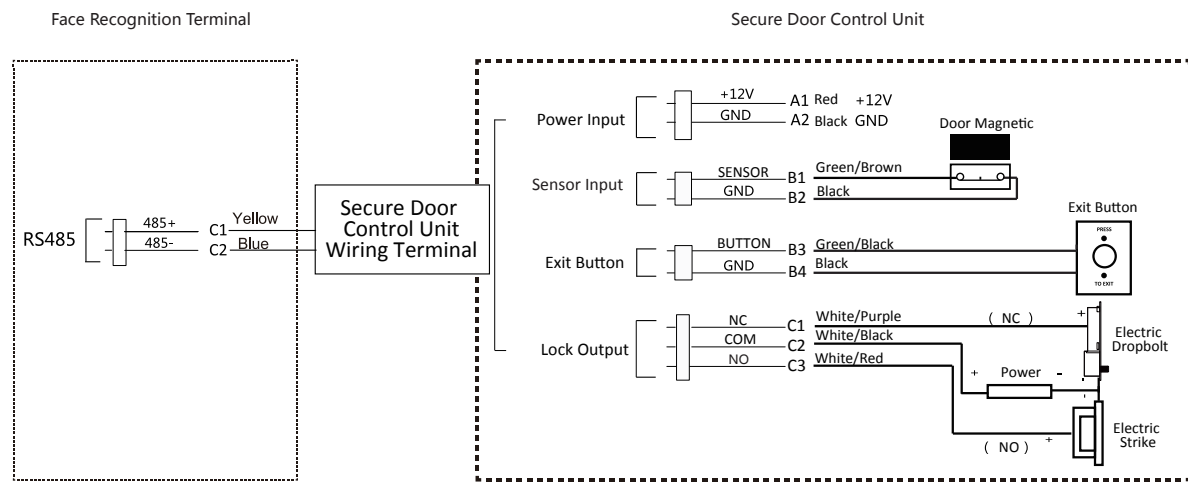 Face Recognition Terminal
Secure Door Control Unit
RS485
485+ C1 Yellow
485- C2 Blue
Secure Door
Control Unit
Wiring Terminal
Power Input
+12V A1 Red +12V
GND A2 Black GND
Door Magnetic
Sensor Input
SENSOR B1 Green/Brown
GND B2 Black
Exit Button
PRESS
TO EXIT
Exit Button
BUTTON B3 Green/Black
GND B4 Black
Lock Output
NC C1 White/Purple ( NC ) +
COM C2 White/Black
NO C3 White/Red
Electric
Dropbolt
+ Power -
-
-
Electric
Strike
( NO ) +